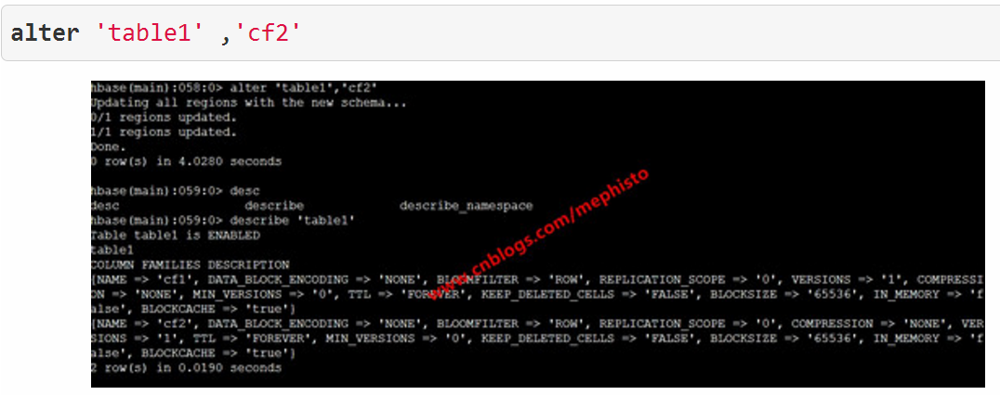 alter 'table1' ,'cf2'
hbase(main):058:0> alter 'table1','cf2'
Updating all regions with the new schema...
0/1 regions updated.
1/1 regions updated.
Done.
0 row(s) in 4.0280 seconds
hbase(main):059:0> desc
desc describe describe_namespace
hbase(main):059:0> describe 'table1'
Table table1 is ENABLED
table1
COLUMN FAMILIES DESCRIPTION
{NAME => 'cf1', DATA_BLOCK_ENCODING => 'NONE', BLOOMFILTER => 'ROW', REPLICATION_SCOPE => '0', VERSIONS => '1', COMPRESSI
ON => 'NONE', MIN_VERSIONS => '0', TTL => 'FOREVER', KEEP_DELETED_CELLS => 'FALSE', BLOCKSIZE => '65536', IN_MEMORY => 'f
alse', BLOCKCACHE => 'true'}
{NAME => 'cf2', DATA_BLOCK_ENCODING => 'NONE', BLOOMFILTER => 'ROW', REPLICATION_SCOPE => '0', COMPRESSION => 'NONE', VER
SIONS => '1', TTL => 'FOREVER', MIN_VERSIONS => '0', KEEP_DELETED_CELLS => 'FALSE', BLOCKSIZE => '65536', IN_MEMORY => 'f
alse', BLOCKCACHE => 'true'}
2 row(s) in 0.0190 seconds
www.cnblogs.com/mephisto